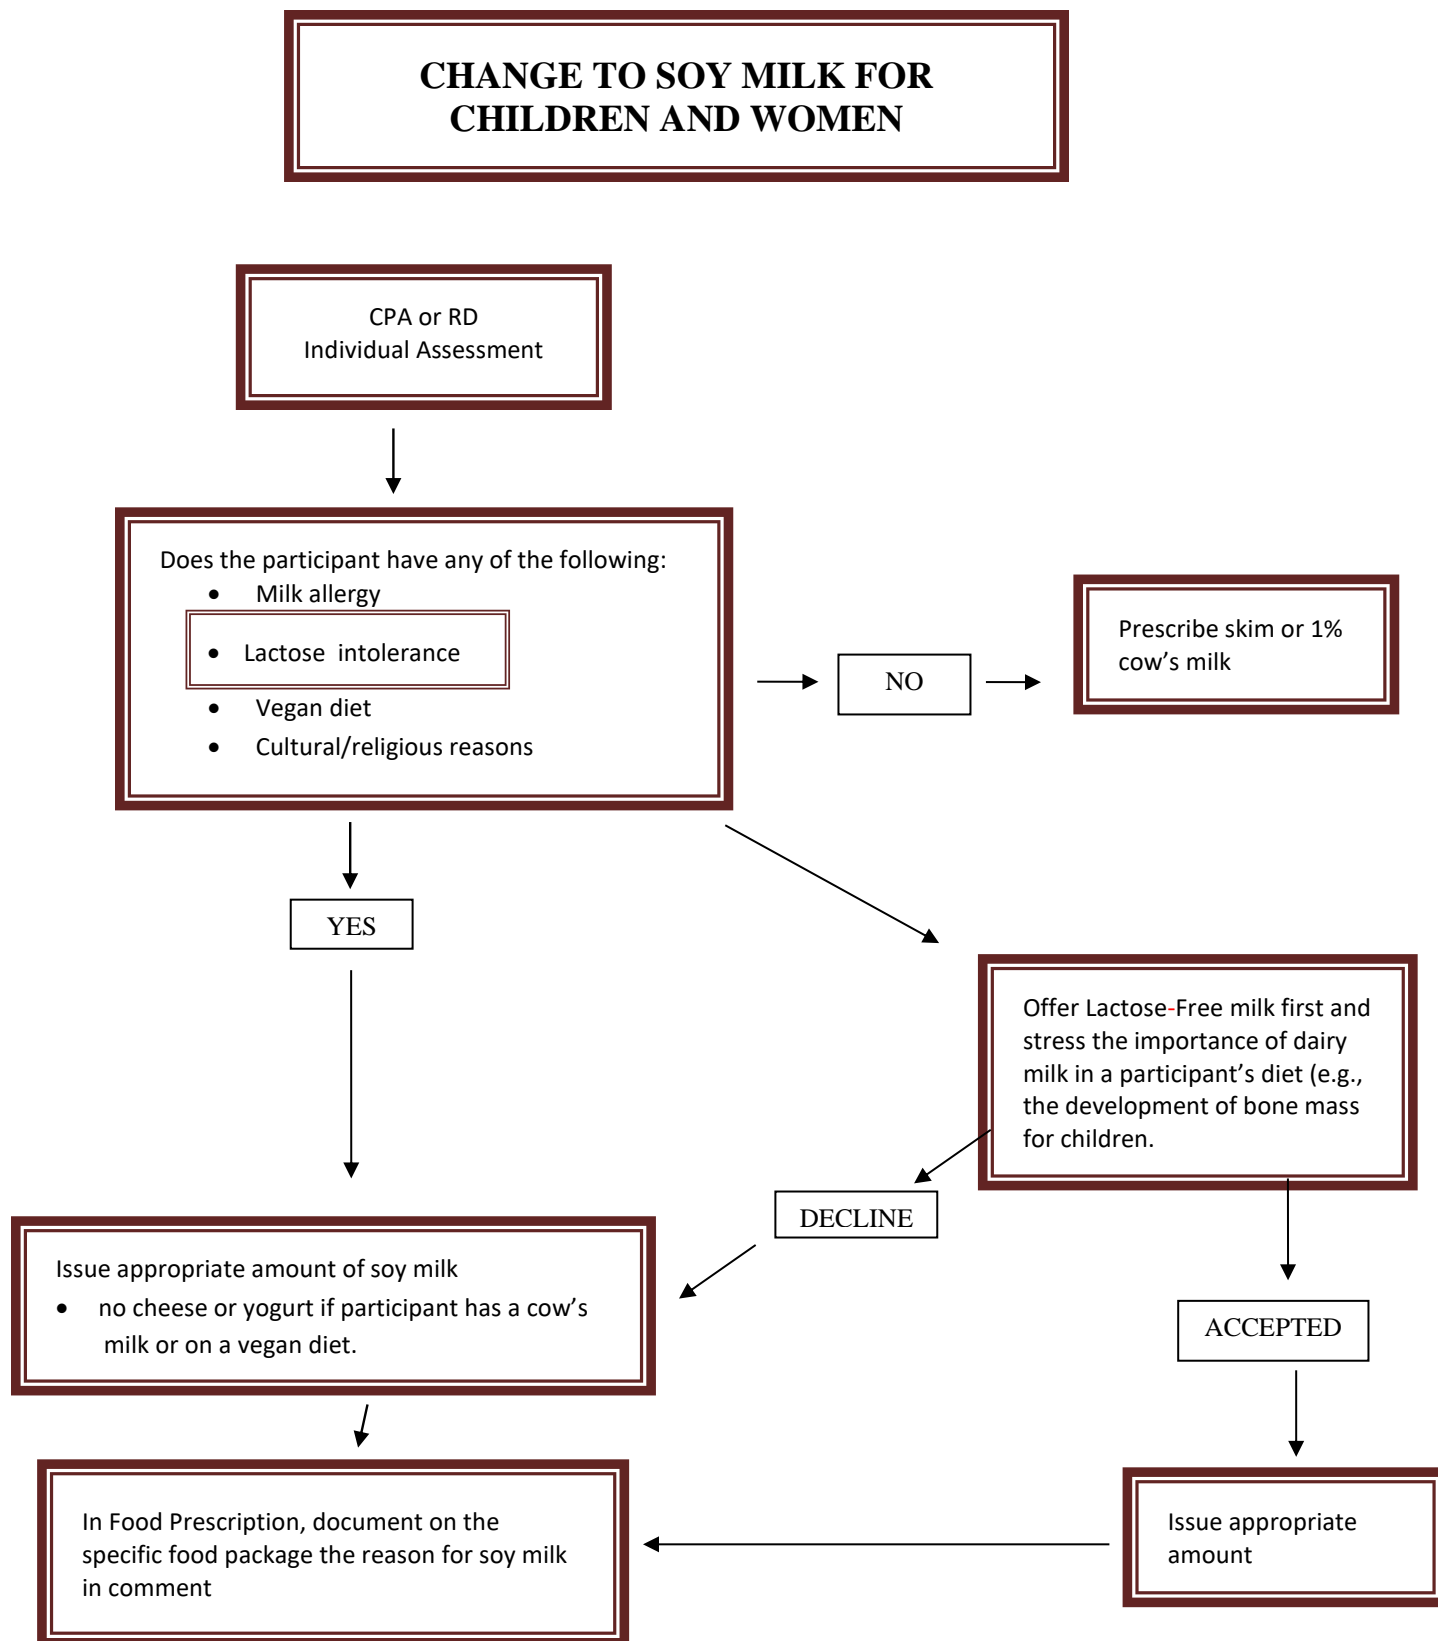 CHANGE TO SOY MILK FOR
CHILDREN AND WOMEN
CPA or RD
Individual Assessment
Does the participant have any of the following:
• Milk allergy
• Lactose intolerance
• Vegan diet
• Cultural/religious reasons
NO
Prescribe skim or 1%
cow’s milk
YES
Offer Lactose-Free milk first and
stress the importance of dairy
milk in a participant’s diet (e.g.,
the development of bone mass
for children.
DECLINE
ACCEPTED
Issue appropriate amount of soy milk
• no cheese or yogurt if participant has a cow’s
milk or on a vegan diet.
In Food Prescription, document on the
specific food package the reason for soy milk
in comment
Issue appropriate
amount